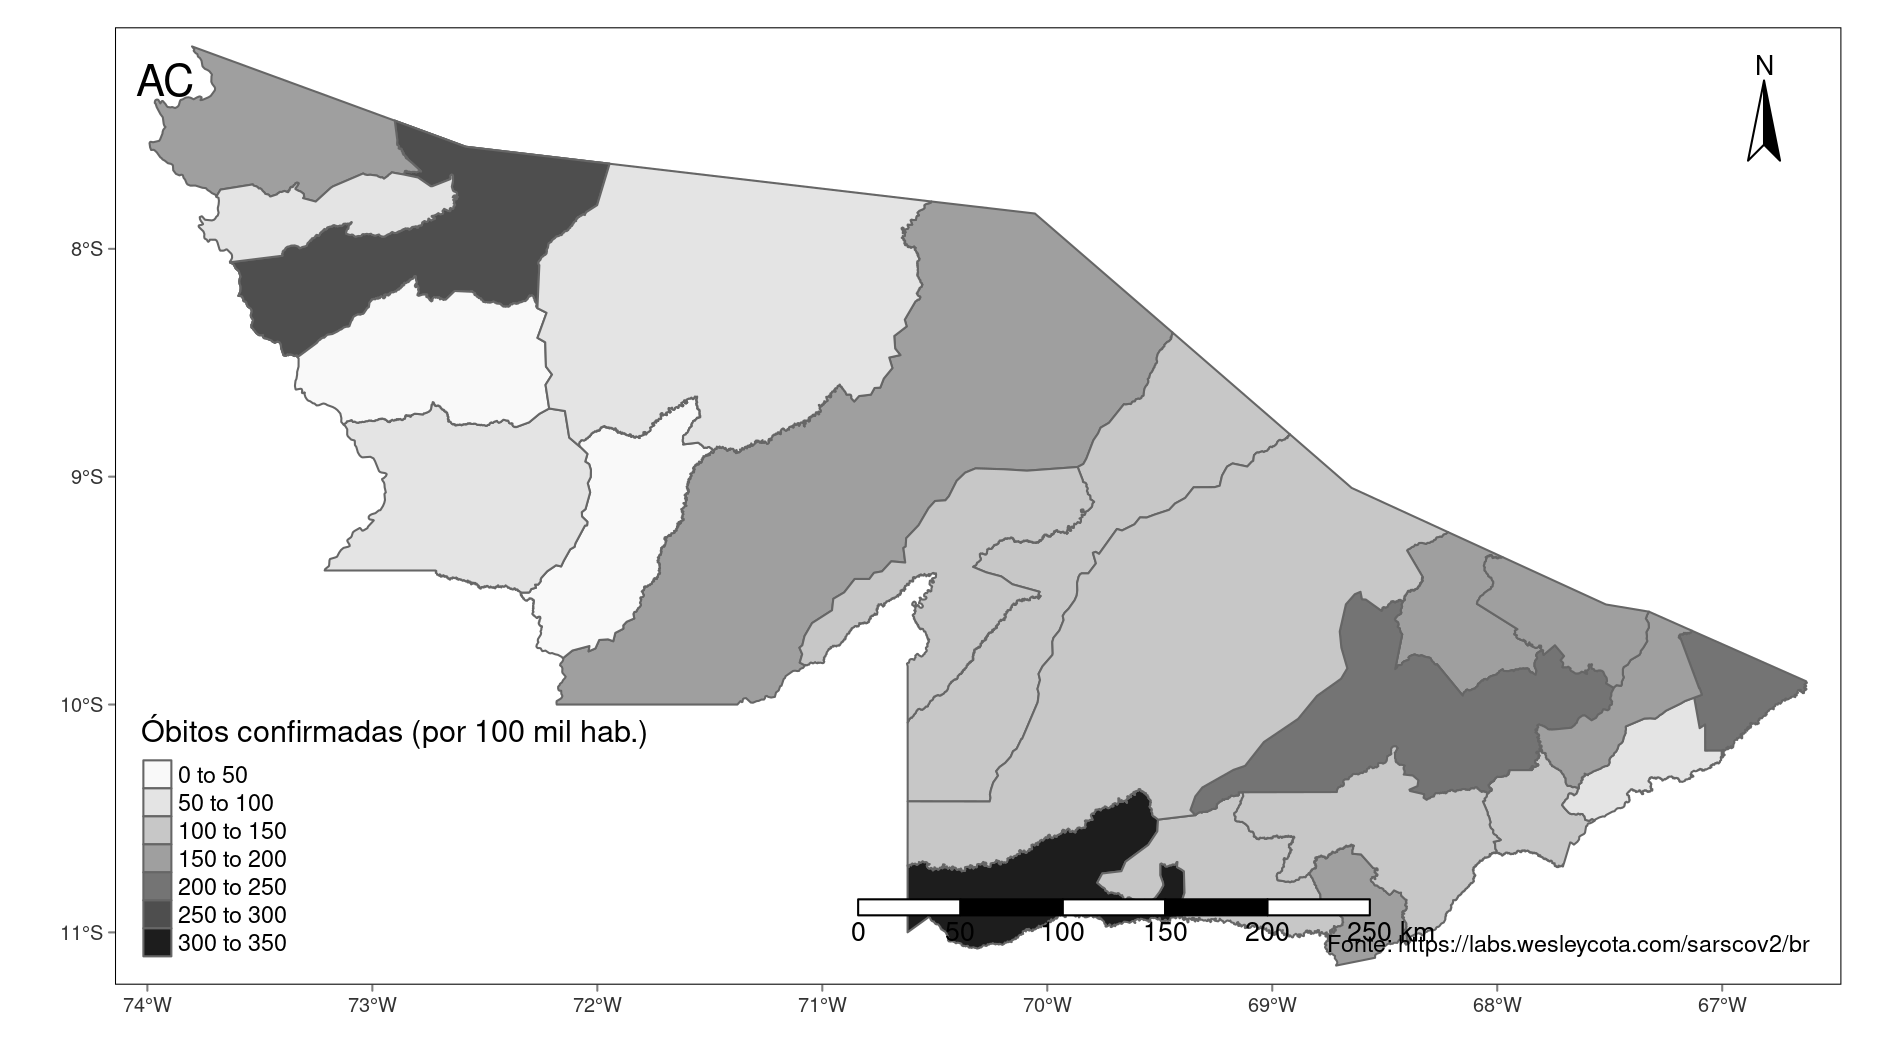 AC
N
8°S
9°S
10°S
11°S
Óbitos confirmadas (por 100 mil hab.)
0 to 50
50 to 100
100 to 150
150 to 200
200 to 250
250 to 300
300 to 350
0 50 100 150 200 250 km
Fonte: https://labs.wesleycota.com/sarscov2/br
74°W 73°W 72°W 71°W 70°W 69°W 68°W 67°W